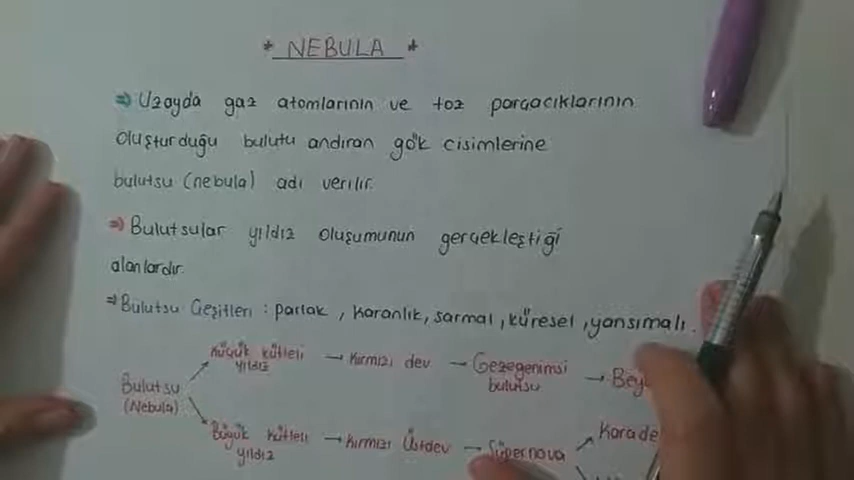 * NEBULA *
⇒ Uzayda gaz atomlarının ve toz parçacıklarının
oluşturduğu bulutu andıran gök cisimlerine
bulutsu (nebula) adı verilir.
⇒ Bulutsular yıldız oluşumunun gerçekleştiği
alanlardır.
⇒ Bulutsu Çeşitleri : parlak , karanlık, sarmal, küresel, yansımalı.
Küçük kütleli → Kırmızı dev → Gezegenimsi
yıldız bulutsu
Bulutsu
(Nebula)
Büyük kütleli → Kırmızı Üstdev → Süpernova
yıldız